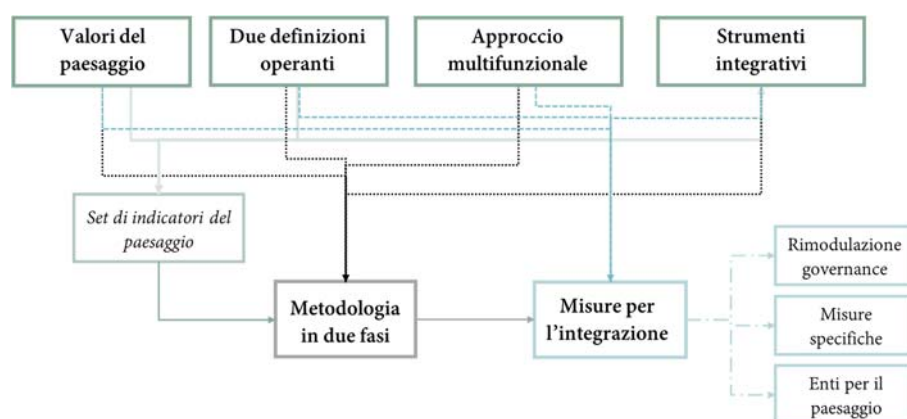 Valori del
paesaggio
Due definizioni
operanti
Approccio
multifunzionale
Strumenti
integrativi
Set di indicatori del
paesaggio
Metodologia
in due fasi
Misure per
l'integrazione
Rimodulazione
governance
Misure
specifiche
Enti per il
paesaggio